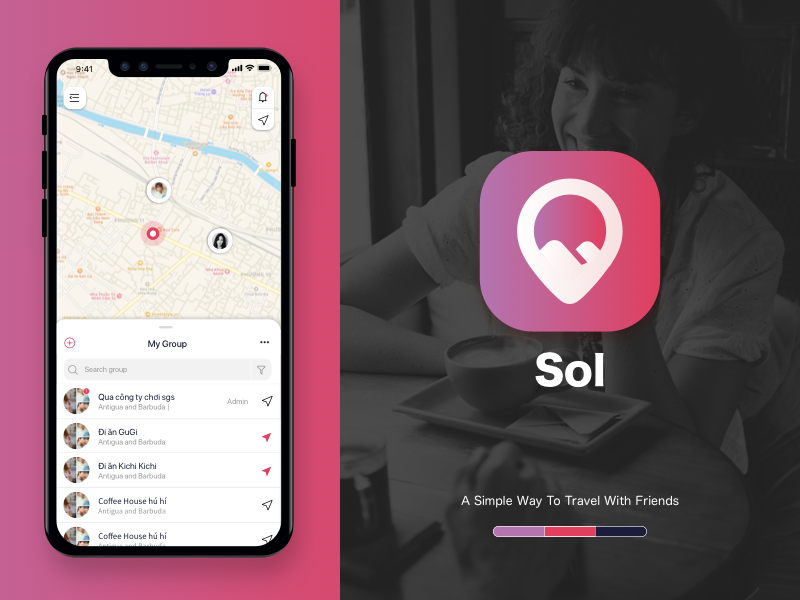 9:41
My Group
Search group
Qua công ty chơi sgs
Antigua and Barbuda |
Admin
Đi ăn GuGi
Antigua and Barbuda
Đi ăn Kichi Kichi
Antigua and Barbuda
Coffee House hú hí
Antigua and Barbuda
Coffee House hú hí
Antigua and Barbuda
Sol
A Simple Way To Travel With Friends